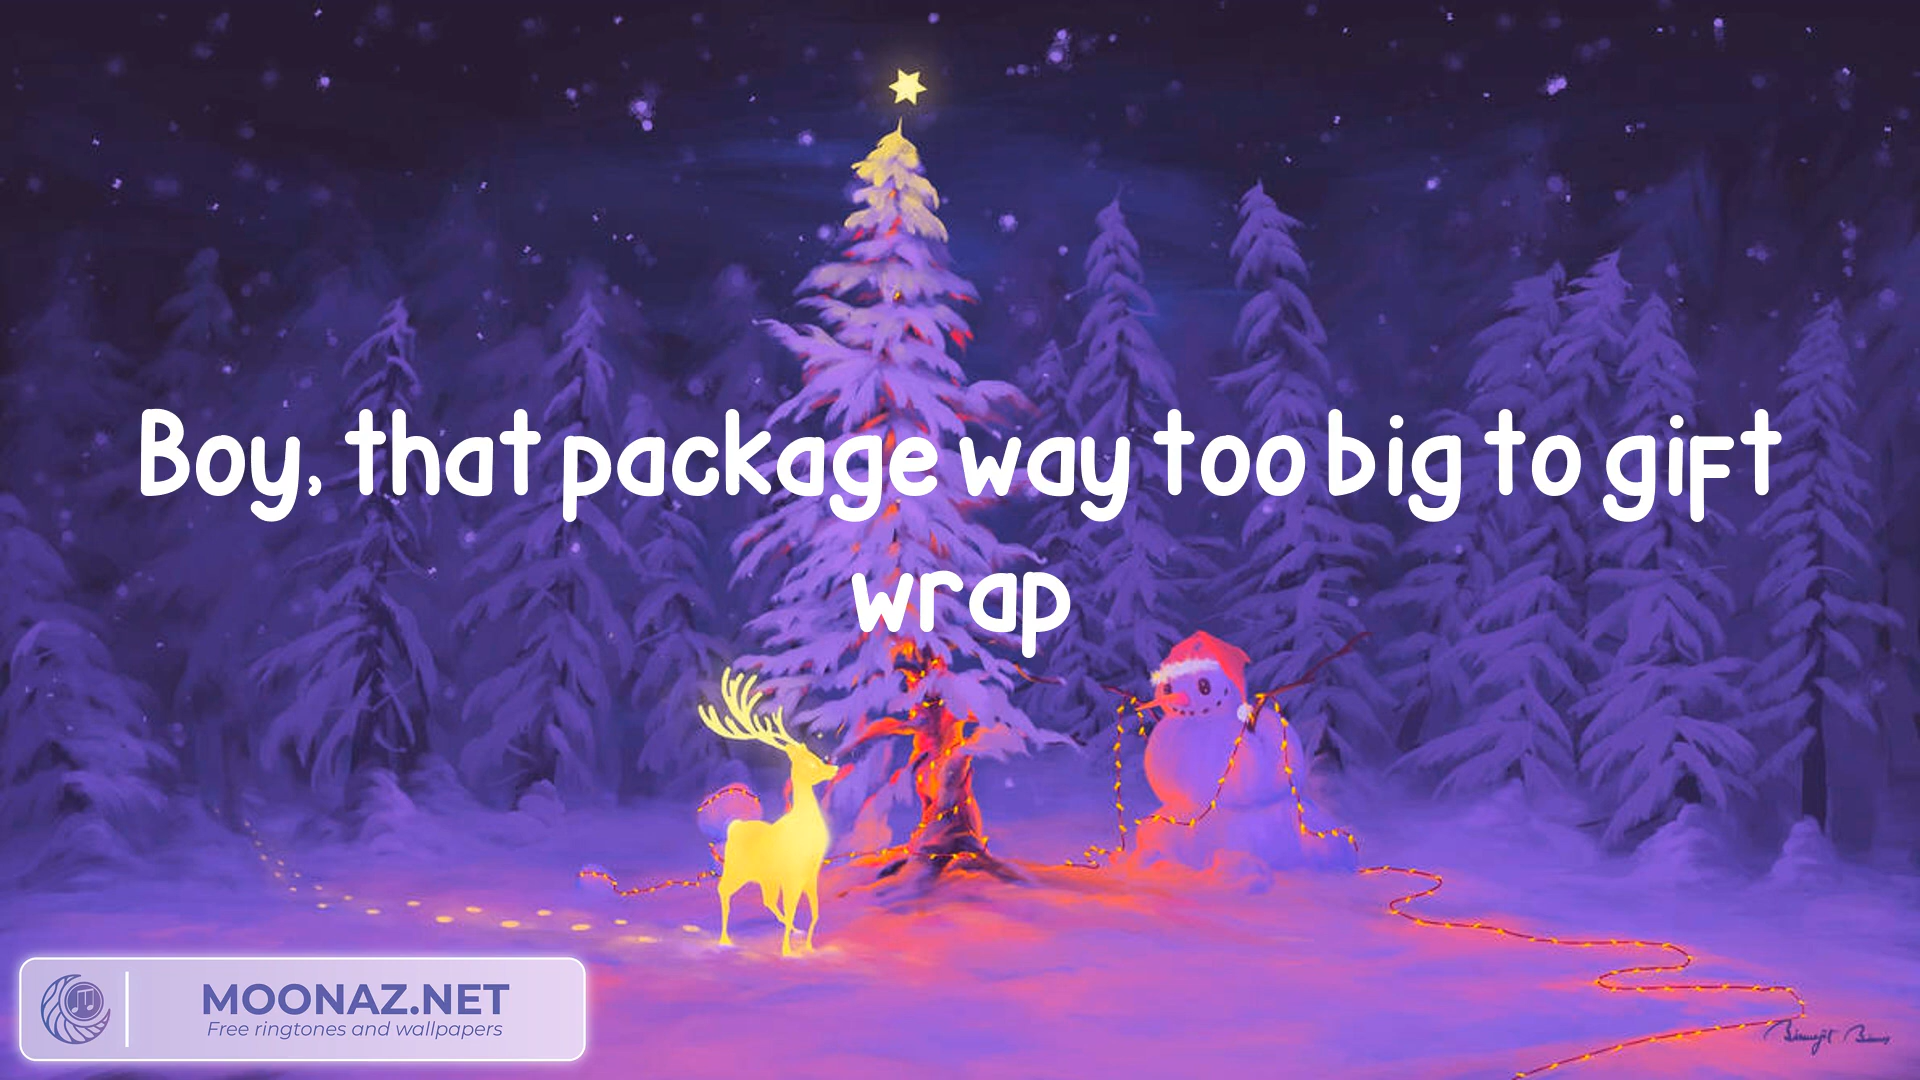 Boy, that package way too big to gift
wrap
MOONAZ.NET
Free ringtones and wallpapers